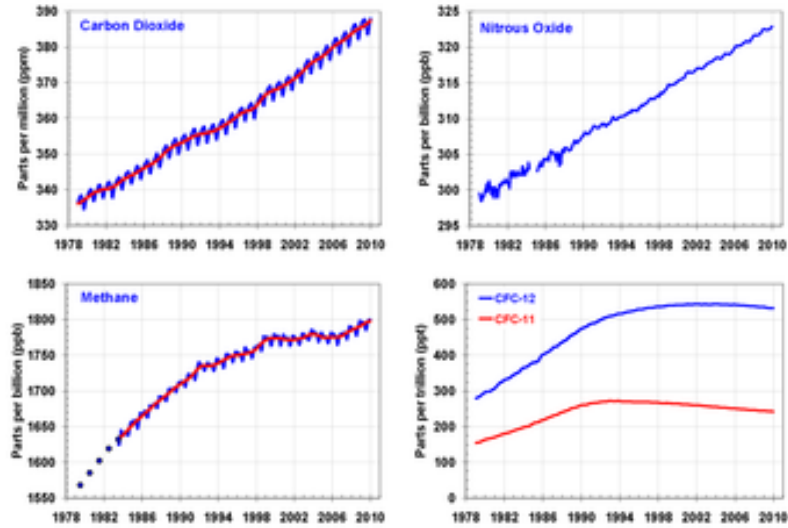 Carbon Dioxide
Parts per million (ppm)
390
380
370
360
350
340
330
1978 1982 1986 1990 1994 1998 2002 2006 2010
Nitrous Oxide
Parts per billion (ppb)
325
320
315
310
305
300
295
1978 1982 1986 1990 1994 1998 2002 2006 2010
Methane
Parts per billion (ppb)
1850
1800
1750
1700
1650
1600
1550
1978 1982 1986 1990 1994 1998 2002 2006 2010
CFC-12
CFC-11
Parts per trillion (ppt)
600
500
400
300
200
100
0
1978 1982 1986 1990 1994 1998 2002 2006 2010